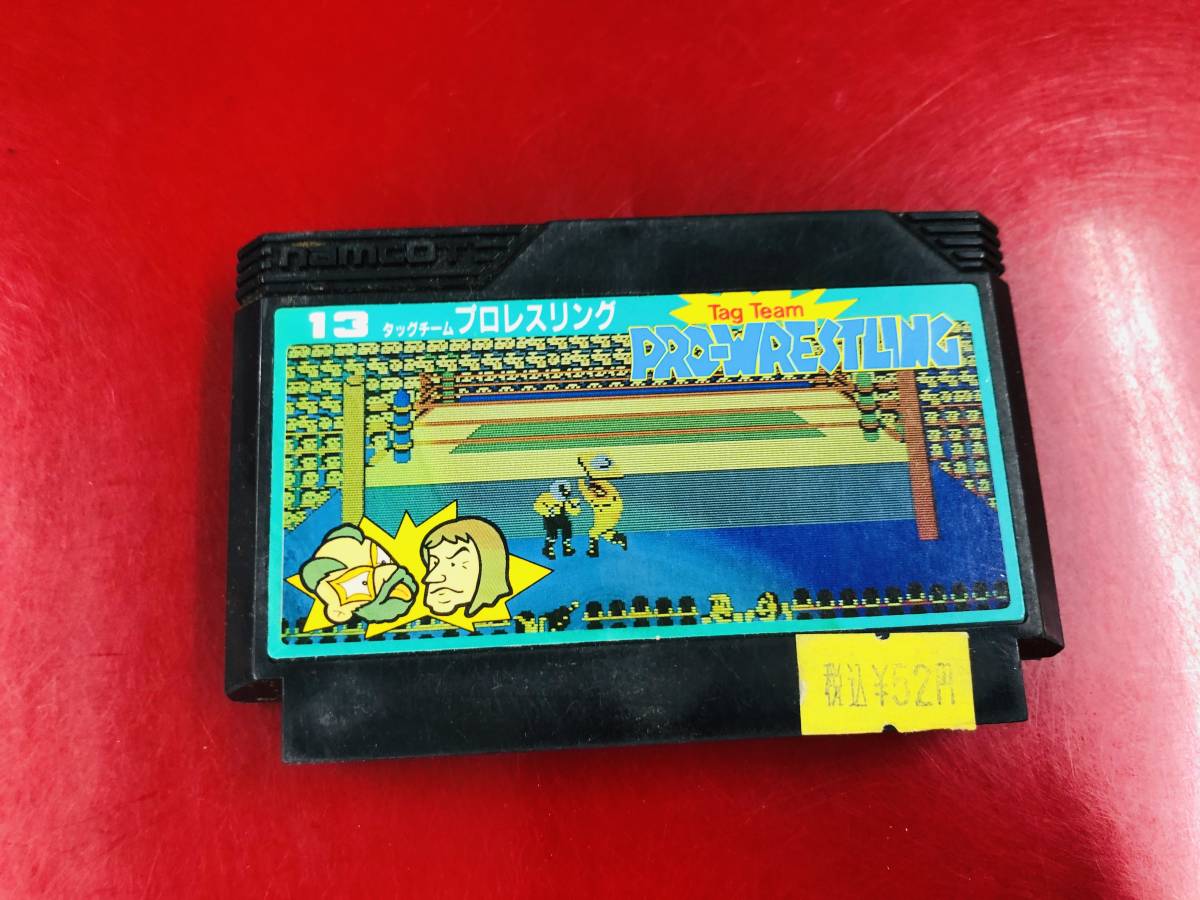 namcot
13 タッグチーム プロレスリング
Tag Team
PRO-WRESTLING
税込¥52円